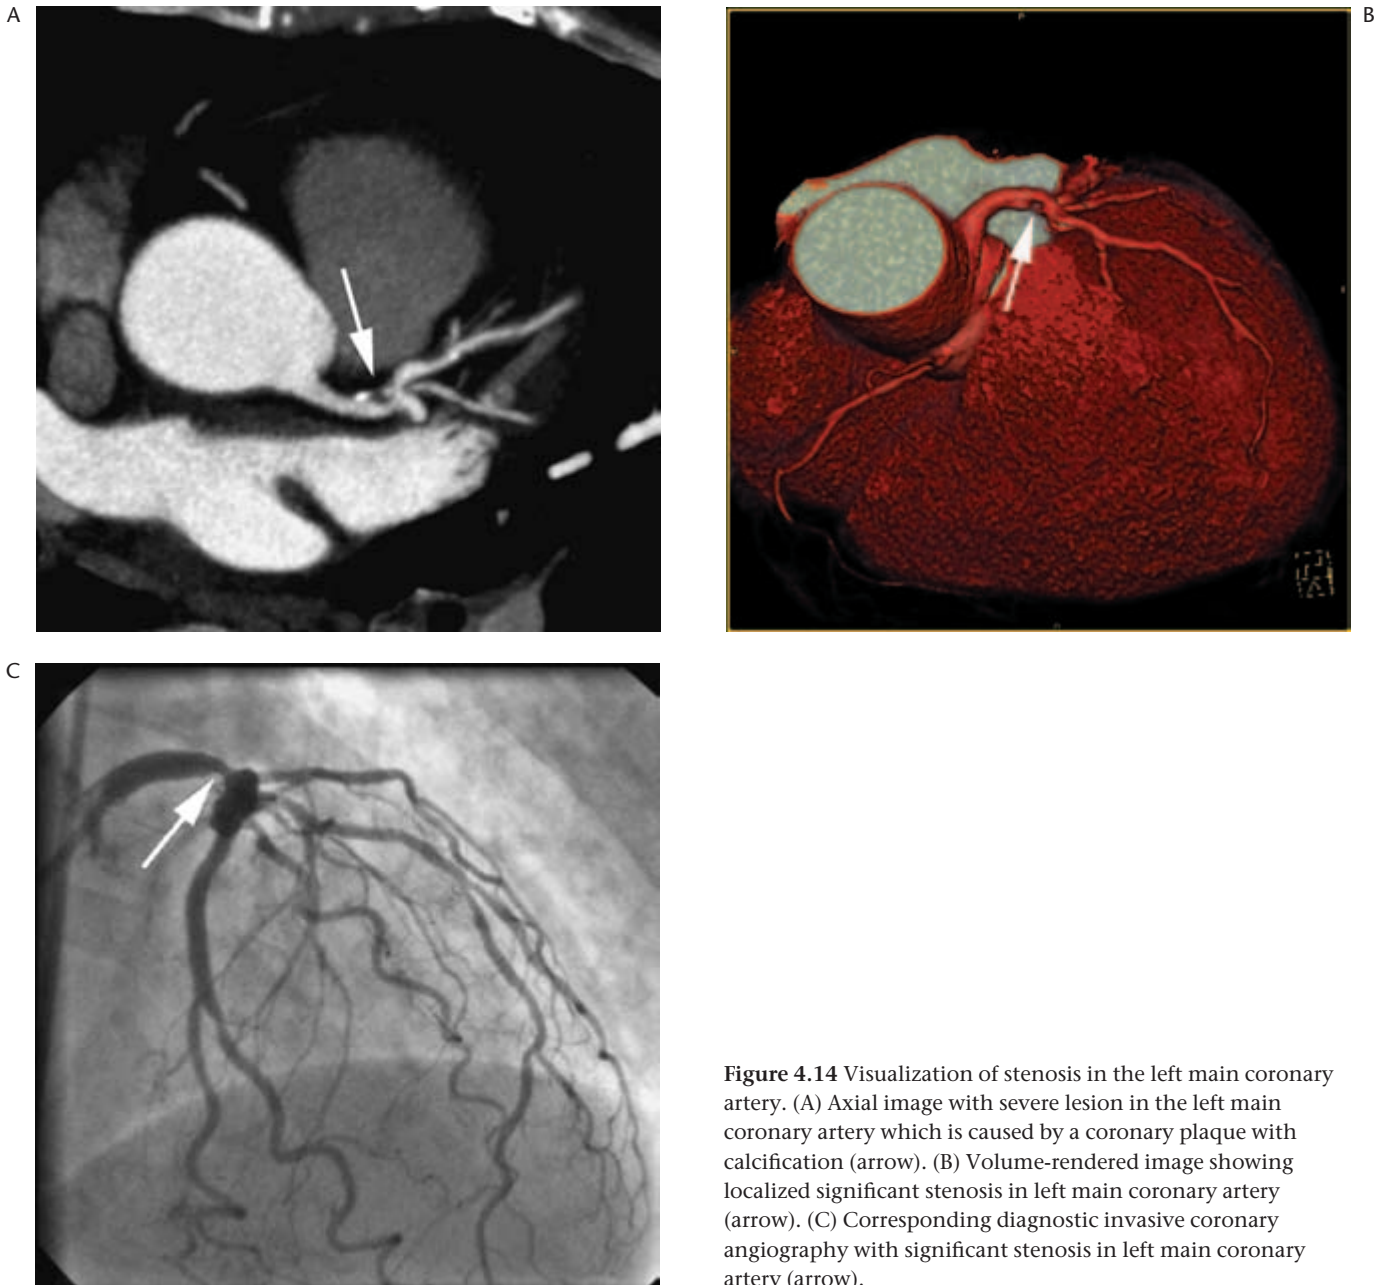 A
B
C
Figure 4.14 Visualization of stenosis in the left main coronary
artery. (A) Axial image with severe lesion in the left main
coronary artery which is caused by a coronary plaque with
calcification (arrow). (B) Volume-rendered image showing
localized significant stenosis in left main coronary artery
(arrow). (C) Corresponding diagnostic invasive coronary
angiography with significant stenosis in left main coronary
artery (arrow).